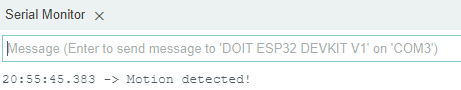 Serial Monitor
Message (Enter to send message to 'DOIT ESP32 DEVKIT V1' on 'COM3')
20:55:45.383 -> Motion detected!